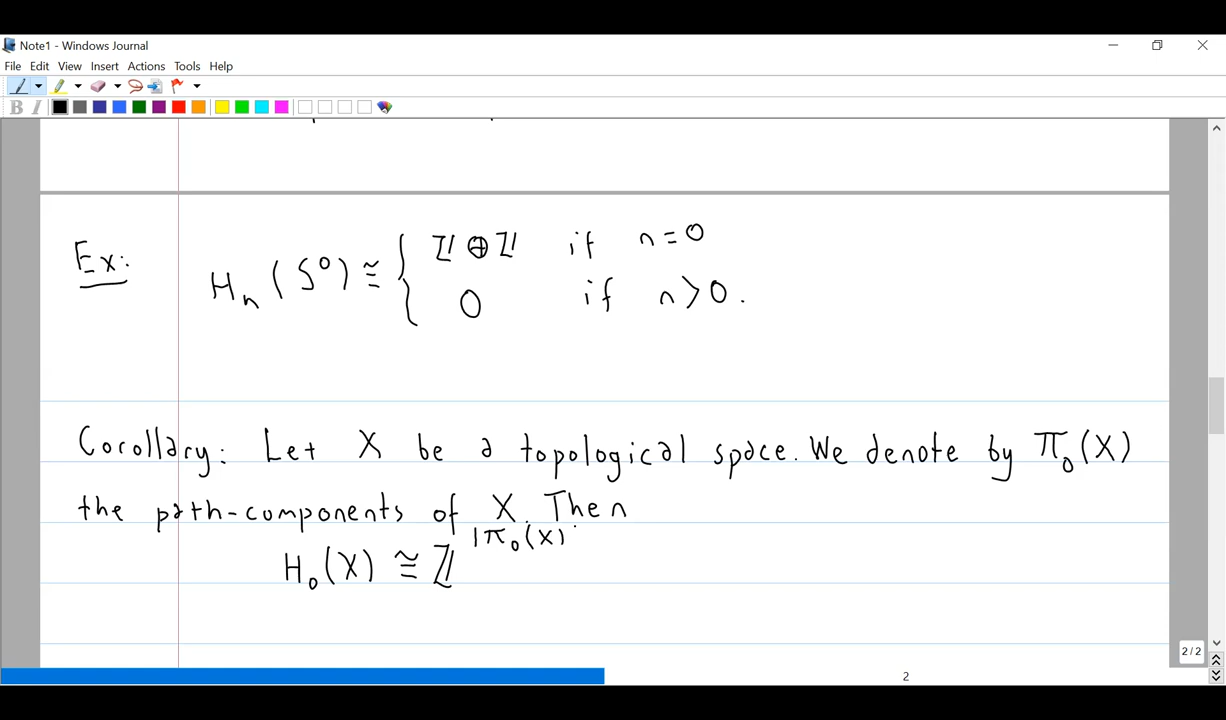 Note1 - Windows Journal
File Edit View Insert Actions Tools Help
B I
Ex: Hₙ(S⁰) ≅ { ℤ ⊕ ℤ if n = 0
0 if n > 0.
Corollary: Let X be a topological space. We denote by π₀(X)
the path-components of X. Then
H₀(X) ≅ ℤ^|π₀(X)
2 / 2
2